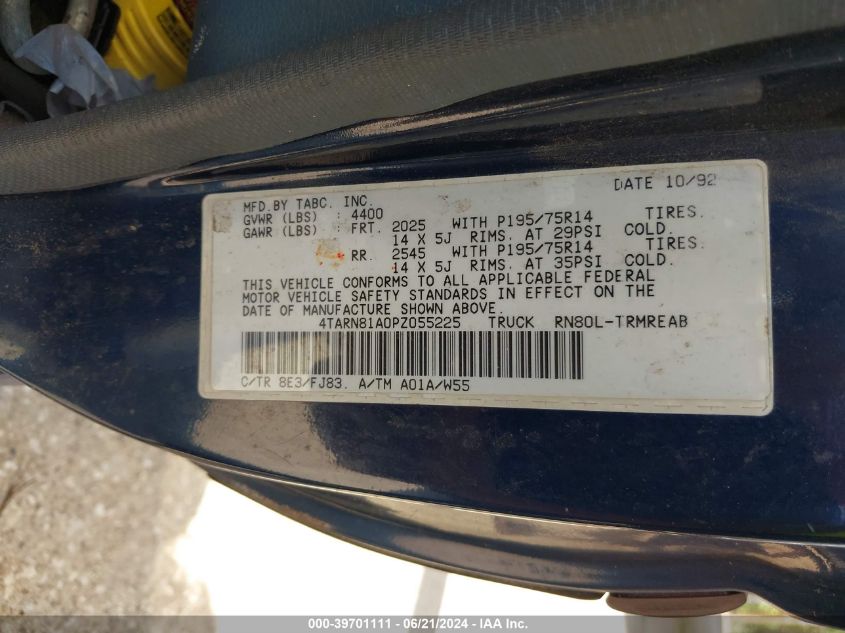 DATE 10/92
MFD.BY TABC. INC.
GVWR (LBS) : 4400
GAWR (LBS) : FRT. 2025 WITH P195/75R14 TIRES.
14 X 5J RIMS. AT 29PSI COLD.
RR. 2545 WITH P195/75R14 TIRES.
14 X 5J RIMS. AT 35PSI COLD.
THIS VEHICLE CONFORMS TO ALL APPLICABLE FEDERAL
MOTOR VEHICLE SAFETY STANDARDS IN EFFECT ON THE
DATE OF MANUFACTURE SHOWN ABOVE.
4TARN81A0PZ055225 TRUCK RN80L-TRMREAB
C/TR 8E3/FJ83. A/TM A01A/W55
000-39701111 / 06/21/2024 / IAA Inc.